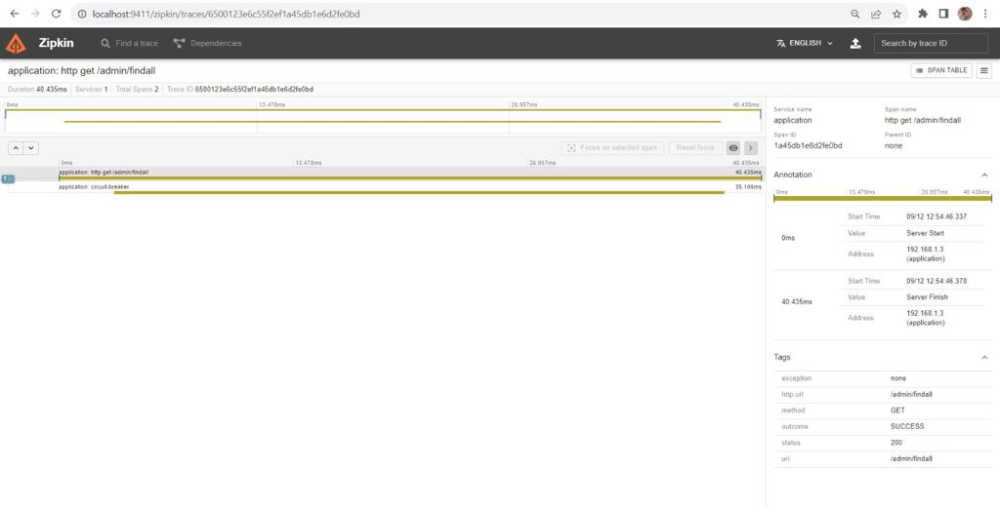 localhost:9411/zipkin/traces/6500123e6c55f2ef1a45db1e6d2fe0bd
Zipkin
Find a trace
Dependencies
ENGLISH
Search by trace ID
application: http get /admin/findall
SPAN TABLE
Duration 40.435ms Services 1 Total Spans 2 Trace ID 6500123e6c55f2ef1a45db1e6d2fe0bd
0ms 13.478ms 26.957ms 40.435ms
Focus on selected span
Reset focus
0ms 13.478ms 26.957ms 40.435ms
application: http get /admin/findall 40.435ms
application: circuit-breaker 35.106ms
Service name Span name
application http get /admin/findall
Span ID Parent ID
1a45db1e6d2fe0bd none
Annotation
0ms 13.478ms 26.957ms 40.435ms
0ms
Start Time 09/12 12:54:46.337
Value Server Start
Address 192.168.1.3
(application)
40.435ms
Start Time 09/12 12:54:46.378
Value Server Finish
Address 192.168.1.3
(application)
Tags
exception none
http.url /admin/findall
method GET
outcome SUCCESS
status 200
uri /admin/findall